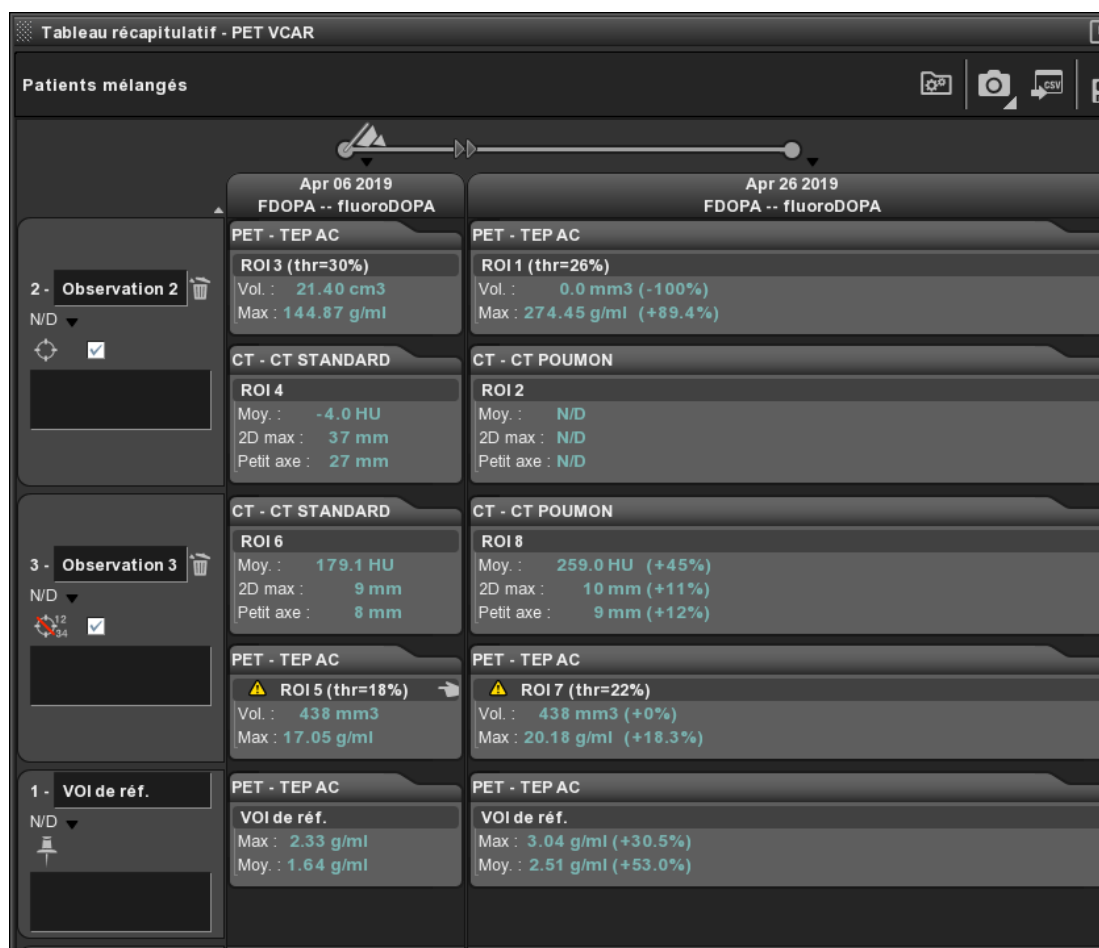 Tableau récapitulatif - PET VCAR
Patients mélangés
CSV
Apr 06 2019
FDOPA -- fluoroDOPA
Apr 26 2019
FDOPA -- fluoroDOPA
2 - Observation 2
N/D
PET - TEP AC
ROI 3 (thr=30%)
Vol. : 21.40 cm3
Max : 144.87 g/ml
PET - TEP AC
ROI 1 (thr=26%)
Vol. : 0.0 mm3 (-100%)
Max : 274.45 g/ml (+89.4%)
CT - CT STANDARD
ROI 4
Moy. : -4.0 HU
2D max : 37 mm
Petit axe : 27 mm
CT - CT POUMON
ROI 2
Moy. : N/D
2D max : N/D
Petit axe : N/D
3 - Observation 3
N/D
12
34
CT - CT STANDARD
ROI 6
Moy. : 179.1 HU
2D max : 9 mm
Petit axe : 8 mm
CT - CT POUMON
ROI 8
Moy. : 259.0 HU (+45%)
2D max : 10 mm (+11%)
Petit axe : 9 mm (+12%)
PET - TEP AC
ROI 5 (thr=18%)
Vol. : 438 mm3
Max : 17.05 g/ml
PET - TEP AC
ROI 7 (thr=22%)
Vol. : 438 mm3 (+0%)
Max : 20.18 g/ml (+18.3%)
1 - VOI de réf.
N/D
PET - TEP AC
VOI de réf.
Max : 2.33 g/ml
Moy. : 1.64 g/ml
PET - TEP AC
VOI de réf.
Max : 3.04 g/ml (+30.5%)
Moy. : 2.51 g/ml (+53.0%)